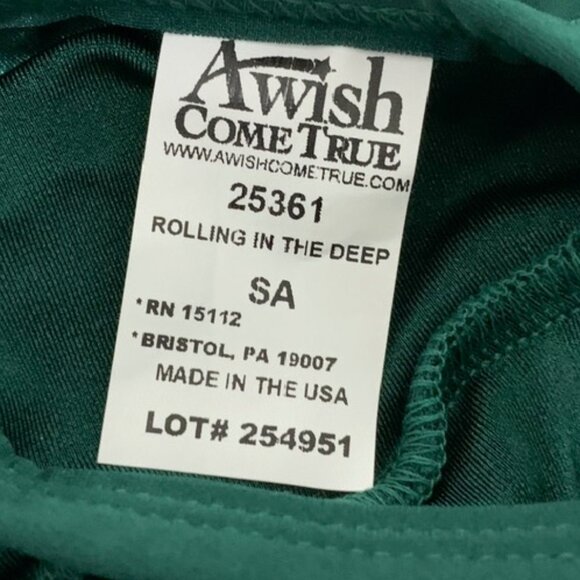 A wish
COME TRUE
WWW.AWISHCOMETRUE.COM
25361
ROLLING IN THE DEEP
SA
*RN 15112
*BRISTOL, PA 19007
MADE IN THE USA
LOT# 254951